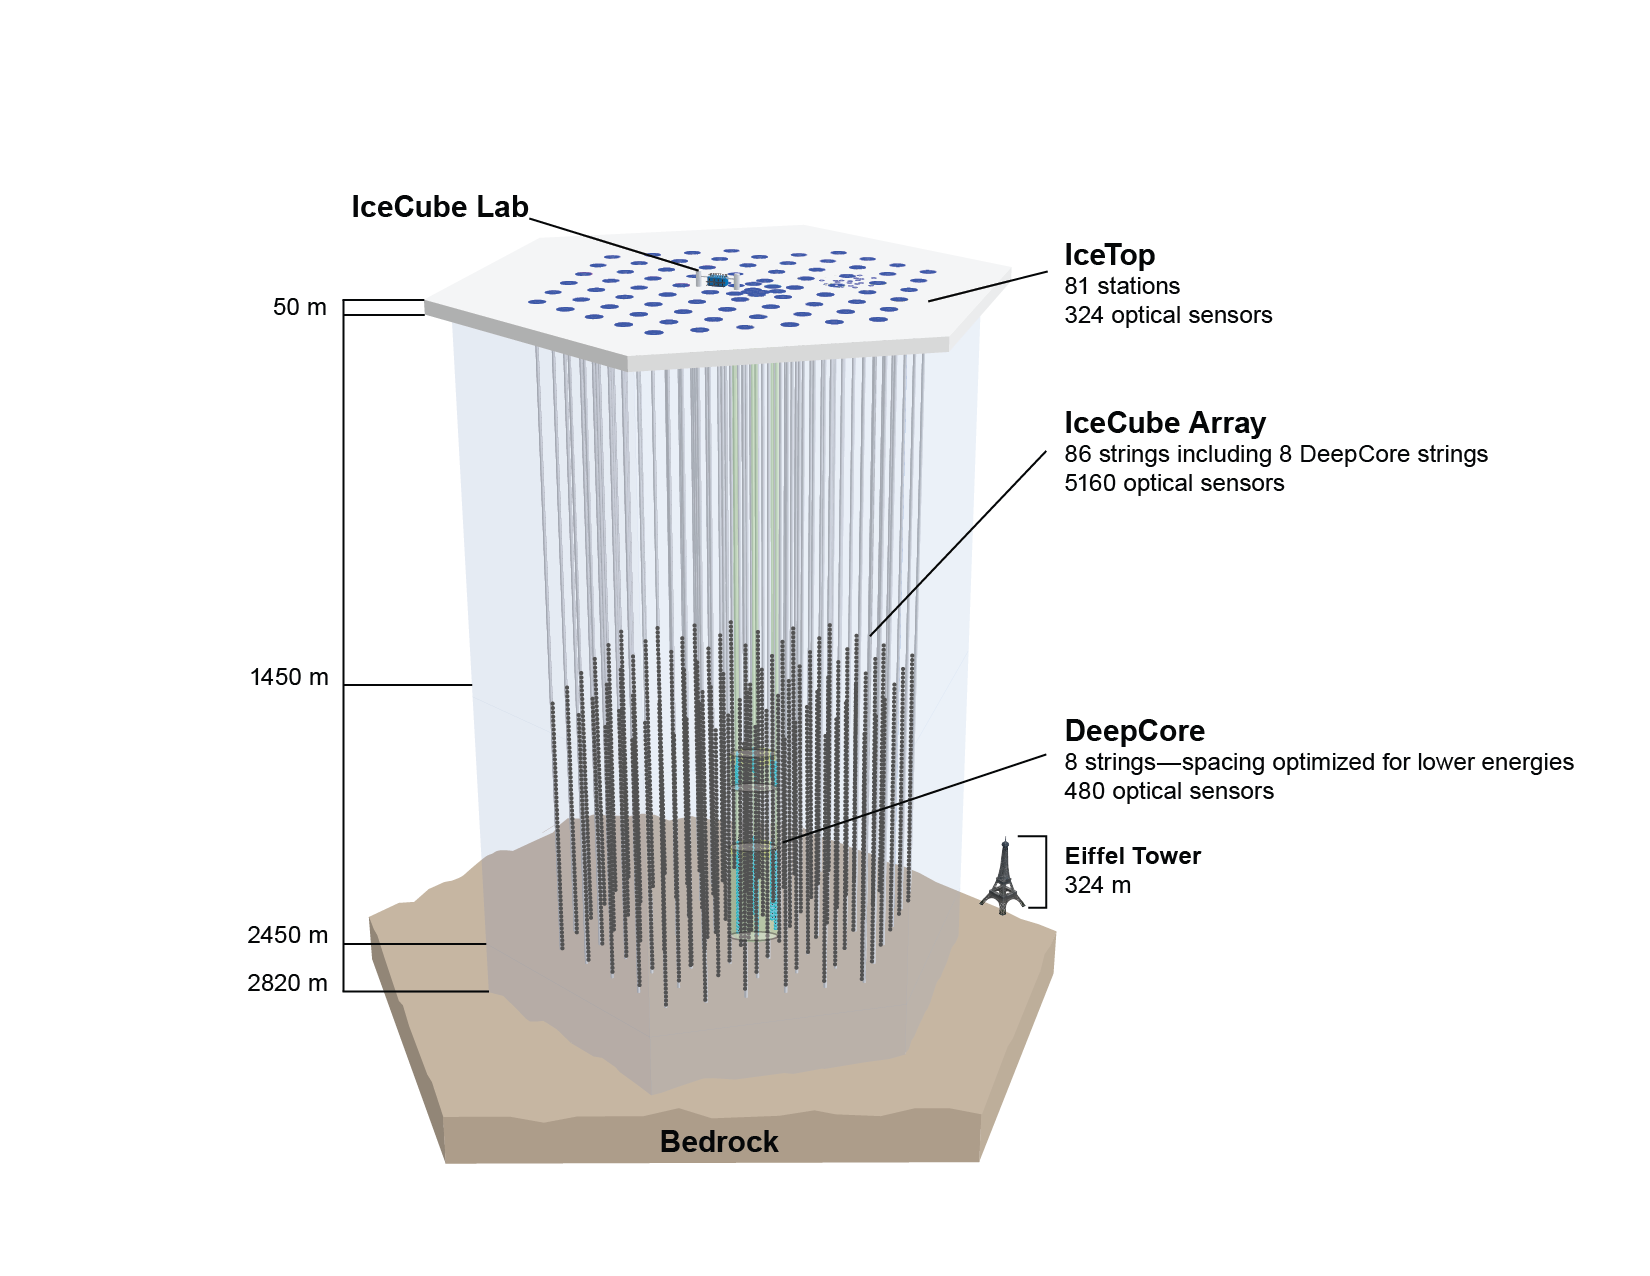 IceCube Lab
IceTop
81 stations
324 optical sensors
50 m
IceCube Array
86 strings including 8 DeepCore strings
5160 optical sensors
1450 m
DeepCore
8 strings—spacing optimized for lower energies
480 optical sensors
Eiffel Tower
324 m
2450 m
2820 m
Bedrock